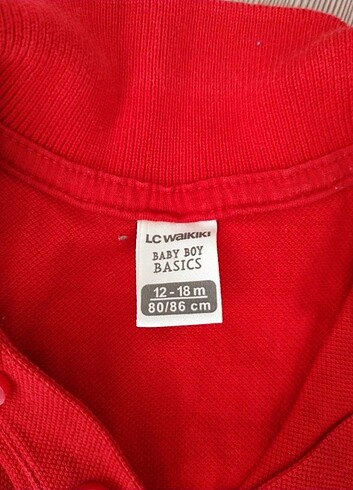 LC WAIKIKI
BABY BOY
BASICS
12 - 18 m
80/86 cm